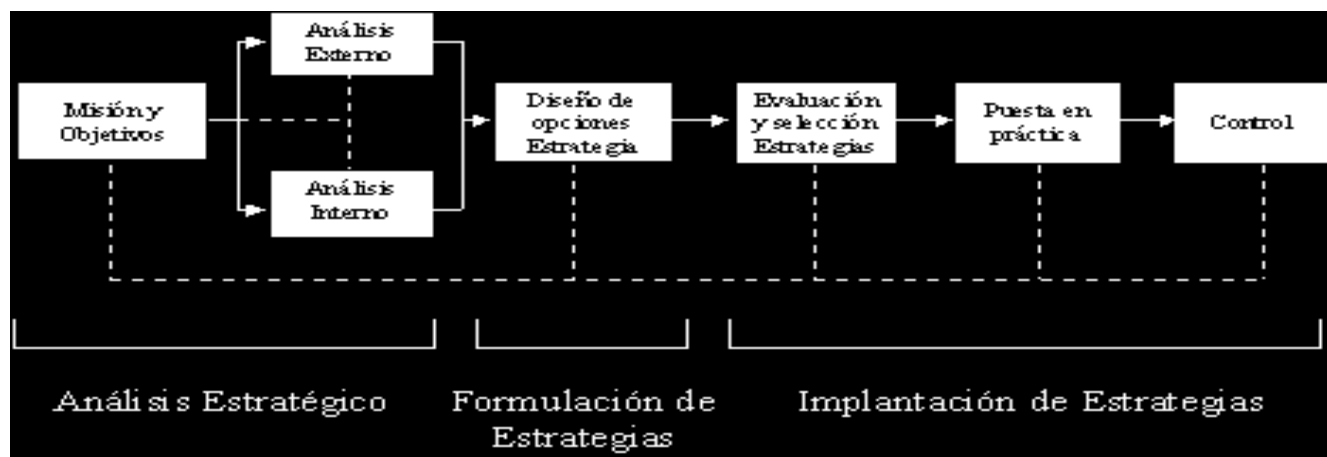 Análisis
Externo
Misión y
Objetivos
Análisis
Interno
Diseño de
opciones
Estrategia
Evaluación
y selección
Estrategias
Puesta en
práctica
Control
Análisis Estratégico
Formulación de
Estrategias
Implantación de Estrategias